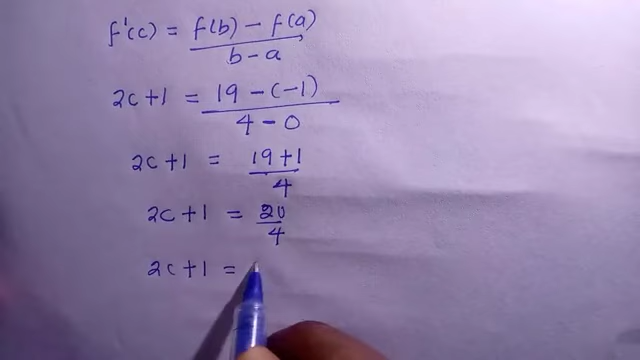 f'(c) = f(b) - f(a) / b - a
2c + 1 = 19 - (-1) / 4 - 0
2c + 1 = 19 + 1 / 4
2c + 1 = 20 / 4
2c + 1 =